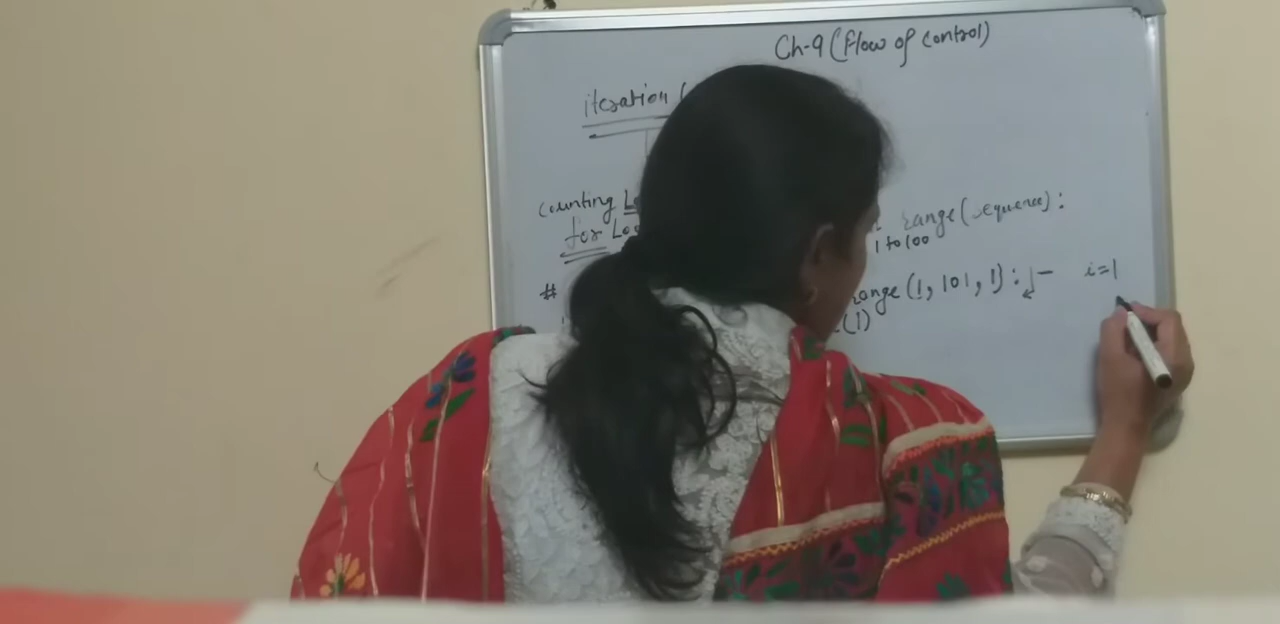 Ch-9 (flow of control)
iteration (
counting Lo
range (sequence) :
for Loo
1 to 100
#
range (1, 101, 1) : i=1
(1)